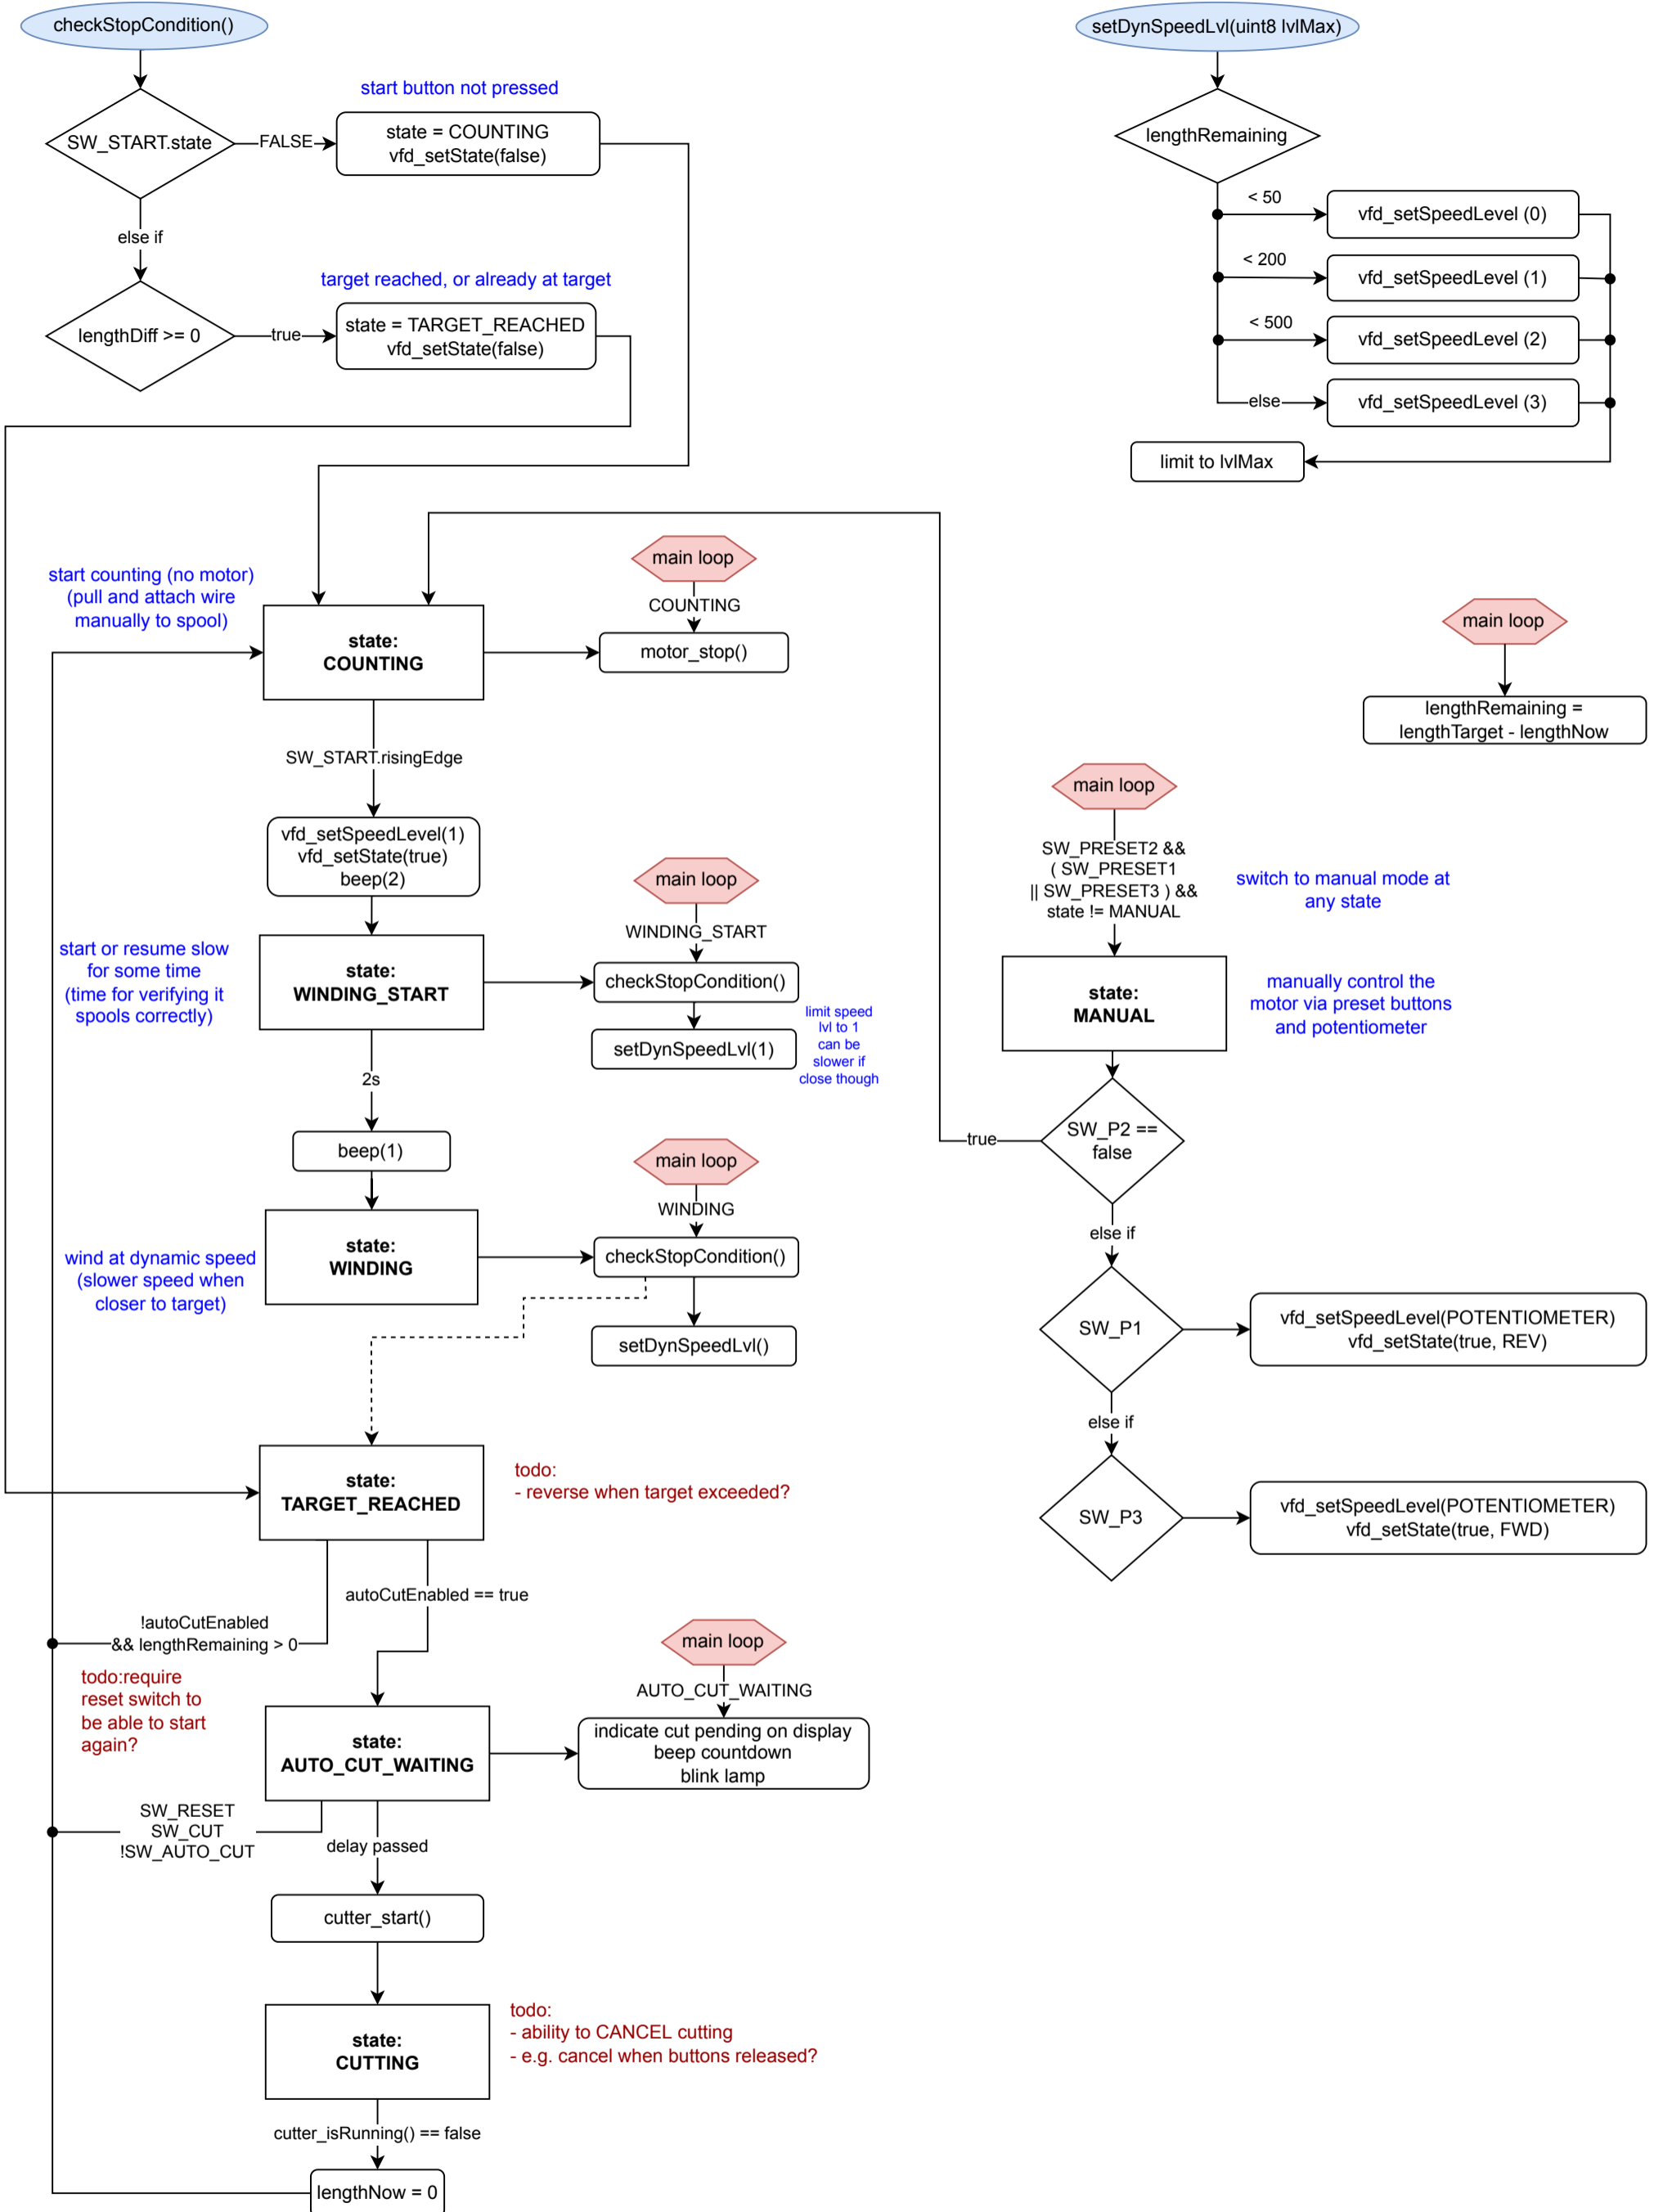 checkStopCondition()
SW_START.state
FALSE
start button not pressed
state = COUNTING
vfd_setState(false)
else if
lengthDiff >= 0
true
target reached, or already at target
state = TARGET_REACHED
vfd_setState(false)
setDynSpeedLvl(uint8 lvlMax)
lengthRemaining
< 50
vfd_setSpeedLevel (0)
< 200
vfd_setSpeedLevel (1)
< 500
vfd_setSpeedLevel (2)
else
vfd_setSpeedLevel (3)
limit to lvlMax
start counting (no motor)
(pull and attach wire
manually to spool)
state:
COUNTING
main loop
COUNTING
motor_stop()
main loop
lengthRemaining =
lengthTarget - lengthNow
SW_START.risingEdge
vfd_setSpeedLevel(1)
vfd_setState(true)
beep(2)
start or resume slow
for some time
(time for verifying it
spools correctly)
state:
WINDING_START
main loop
WINDING_START
checkStopCondition()
setDynSpeedLvl(1)
limit speed
lvl to 1
can be
slower if
close though
2s
beep(1)
wind at dynamic speed
(slower speed when
closer to target)
state:
WINDING
main loop
WINDING
checkStopCondition()
setDynSpeedLvl()
main loop
SW_PRESET2 &&
( SW_PRESET1
|| SW_PRESET3 ) &&
state != MANUAL
switch to manual mode at
any state
state:
MANUAL
manually control the
motor via preset buttons
and potentiometer
SW_P2 ==
false
true
else if
SW_P1
vfd_setSpeedLevel(POTENTIOMETER)
vfd_setState(true, REV)
else if
SW_P3
vfd_setSpeedLevel(POTENTIOMETER)
vfd_setState(true, FWD)
state:
TARGET_REACHED
todo:
- reverse when target exceeded?
autoCutEnabled == true
!autoCutEnabled
&& lengthRemaining > 0
todo:require
reset switch to
be able to start
again?
state:
AUTO_CUT_WAITING
main loop
AUTO_CUT_WAITING
indicate cut pending on display
beep countdown
blink lamp
SW_RESET
SW_CUT
!SW_AUTO_CUT
delay passed
cutter_start()
state:
CUTTING
todo:
- ability to CANCEL cutting
- e.g. cancel when buttons released?
cutter_isRunning() == false
lengthNow = 0